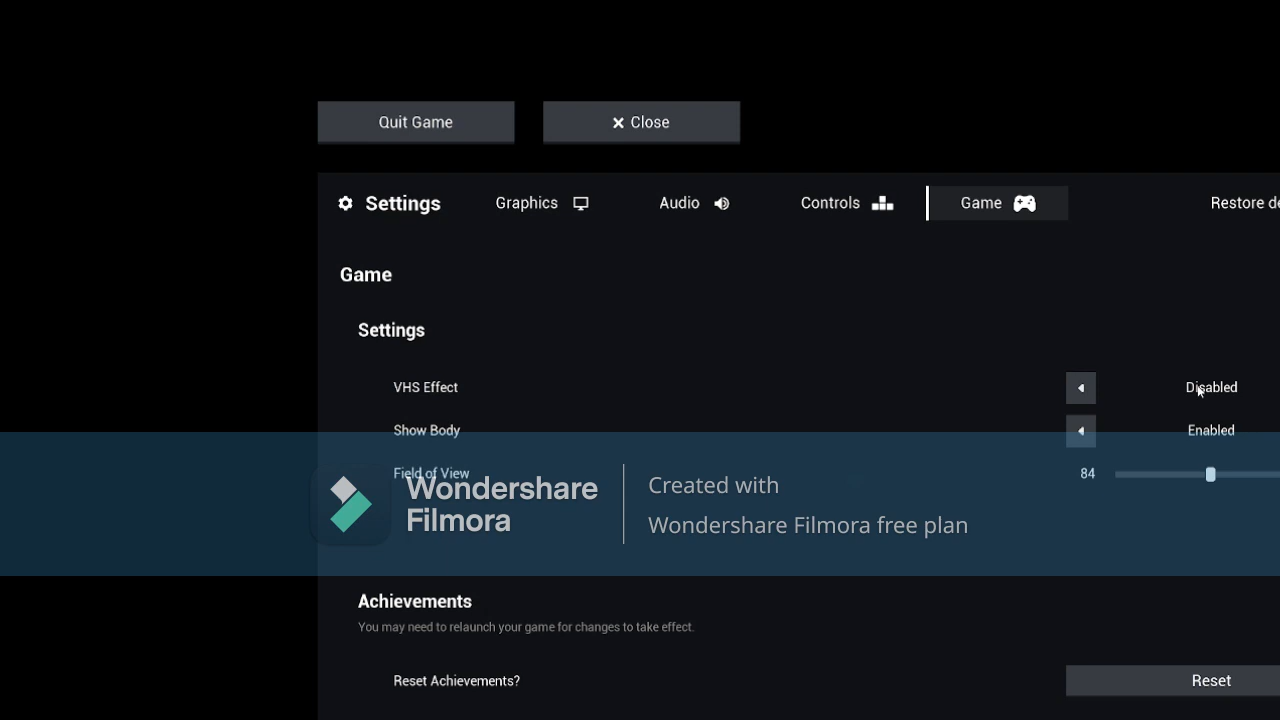 Quit Game
Close
Settings
Graphics
Audio
Controls
Game
Restore
Game
Settings
VHS Effect
Disabled
Show Body
Enabled
Field of View
84
Wondershare
Filmora
Created with
Wondershare Filmora free plan
Achievements
You may need to relaunch your game for changes to take effect.
Reset Achievements?
Reset